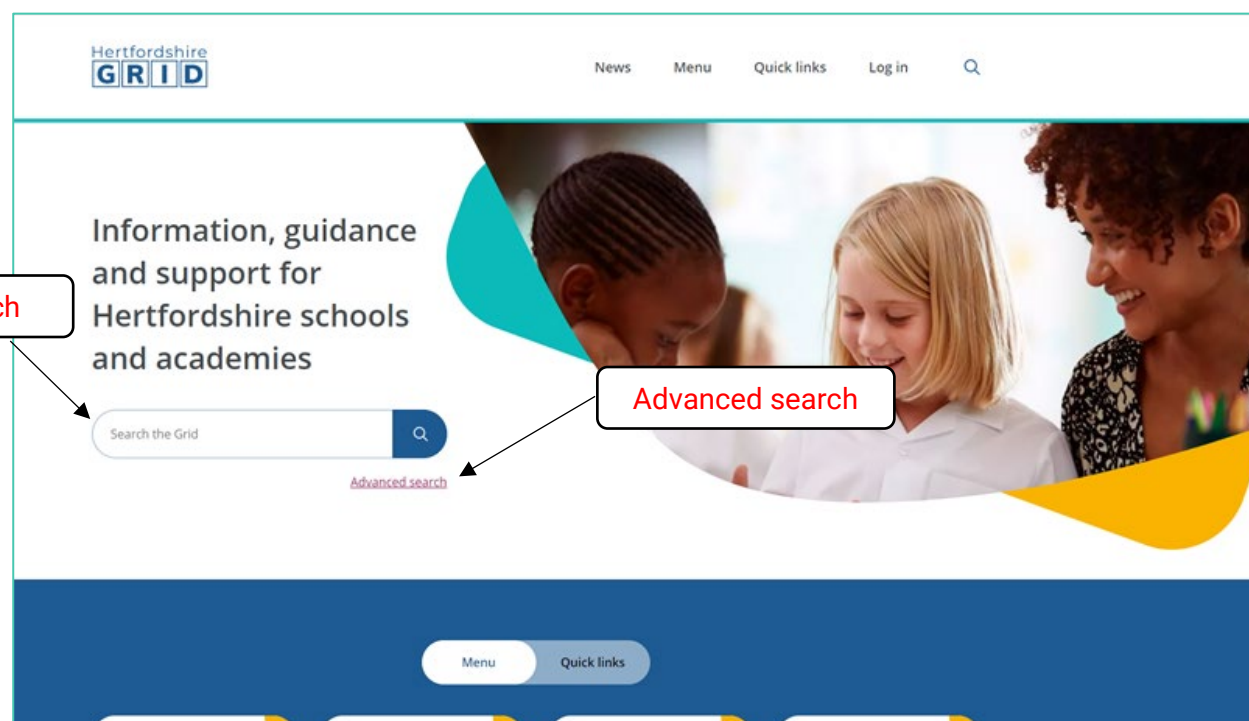 Hertfordshire
GRID
News Menu Quick links Log in
Information, guidance
and support for
Hertfordshire schools
and academies
Search the Grid
Advanced search
Advanced search
Menu Quick links